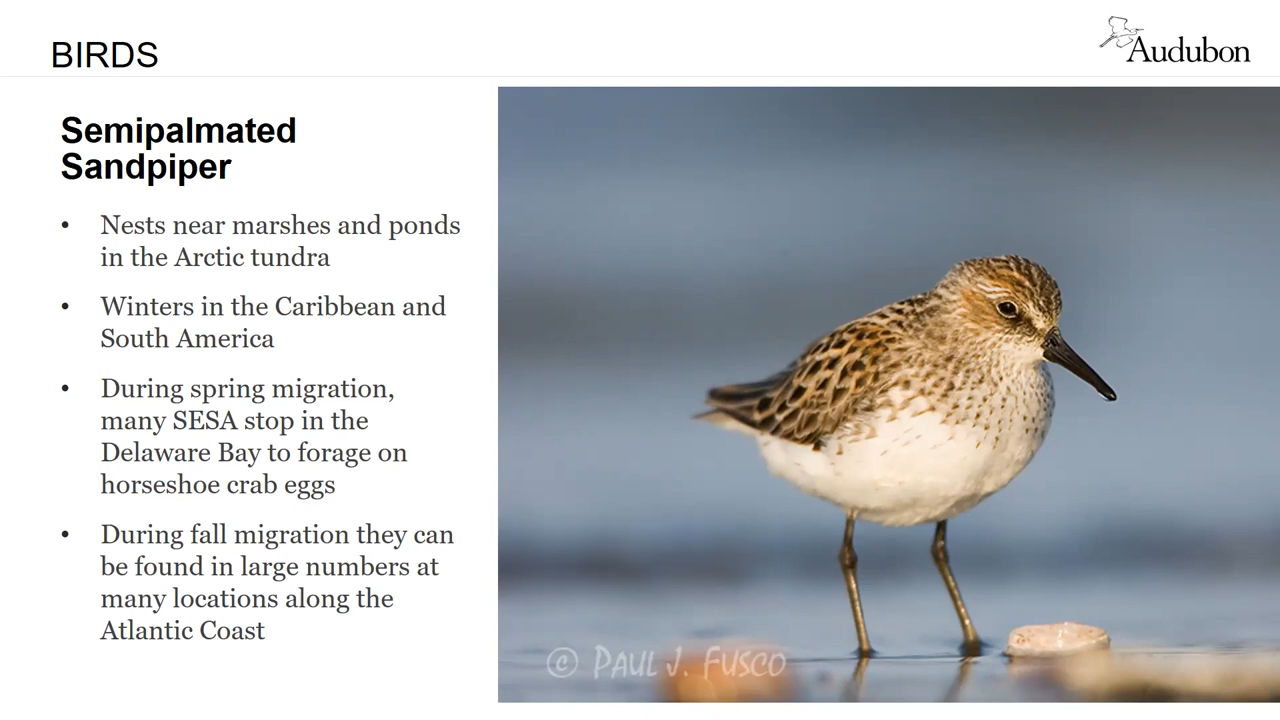 BIRDS
Audubon
Semipalmated
Sandpiper
• Nests near marshes and ponds
in the Arctic tundra
• Winters in the Caribbean and
South America
• During spring migration,
many SESA stop in the
Delaware Bay to forage on
horseshoe crab eggs
• During fall migration they can
be found in large numbers at
many locations along the
Atlantic Coast
© PAUL J. FUSCO